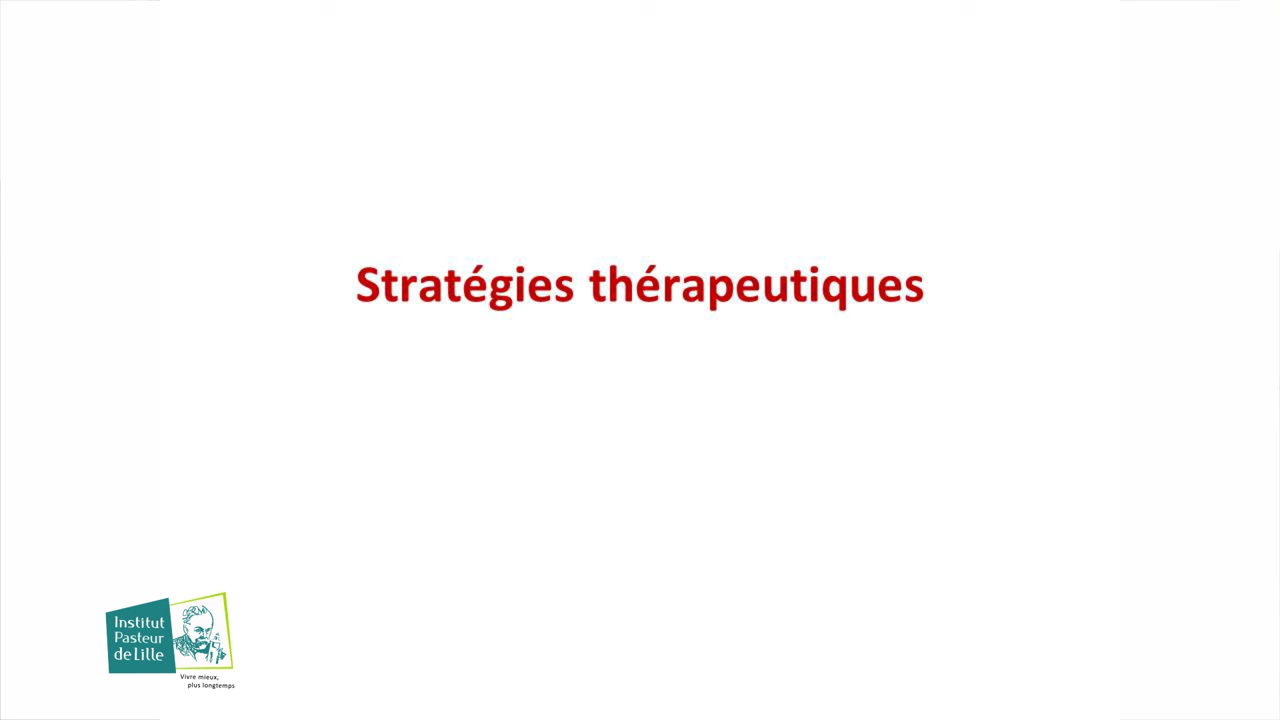 Stratégies thérapeutiques
Institut
Pasteur
de Lille
Vivre mieux,
plus longtemps